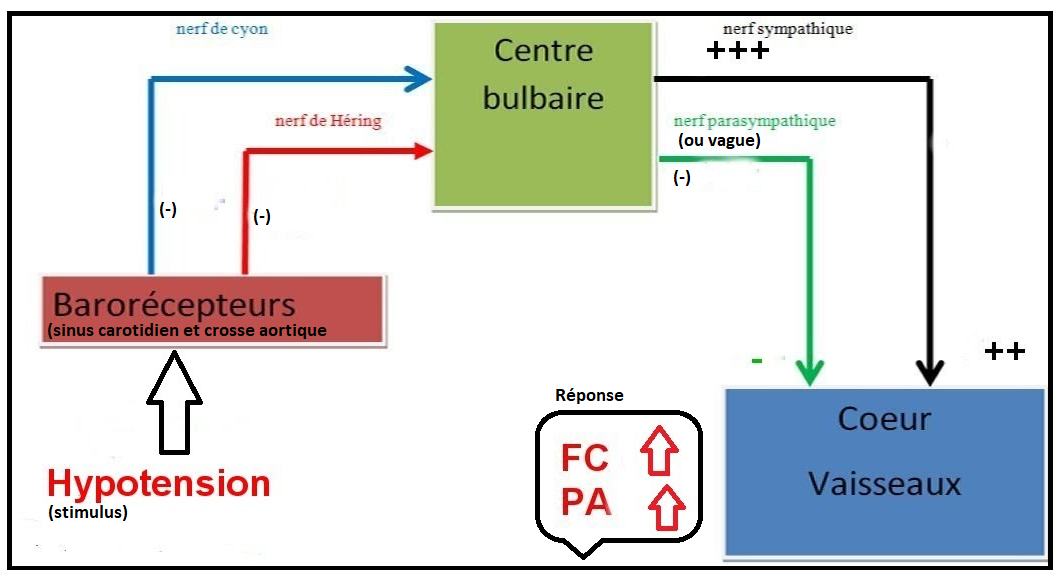 nerf de cyon
nerf sympathique
+++
Centre
bulbaire
nerf de Héring
nerf parasympathique
(ou vague)
(-)
(-)
(-)
Barorécepteurs
(sinus carotidien et crosse aortique
-
++
Réponse
FC
PA
Coeur
Vaisseaux
Hypotension
(stimulus)